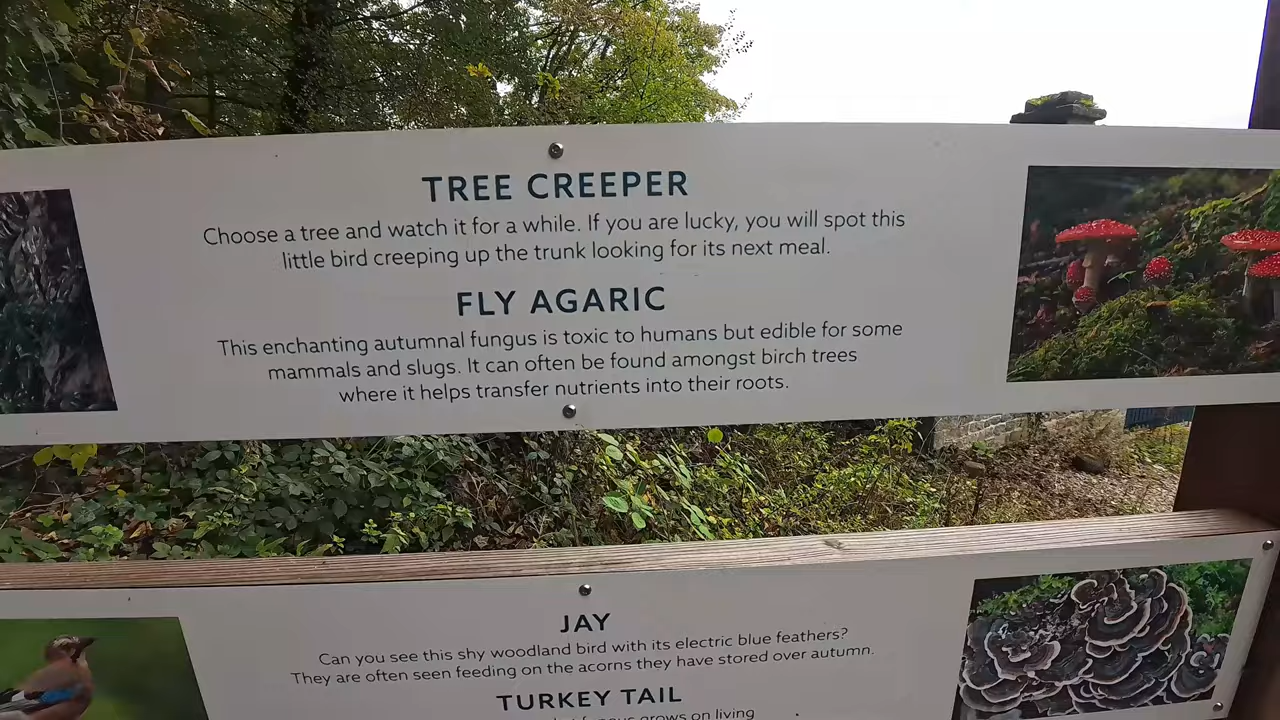 TREE CREEPER
Choose a tree and watch it for a while. If you are lucky, you will spot this
little bird creeping up the trunk looking for its next meal.
FLY AGARIC
This enchanting autumnal fungus is toxic to humans but edible for some
mammals and slugs. It can often be found amongst birch trees
where it helps transfer nutrients into their roots.
JAY
Can you see this shy woodland bird with its electric blue feathers?
They are often seen feeding on the acorns they have stored over autumn.
TURKEY TAIL
fungus grows on living